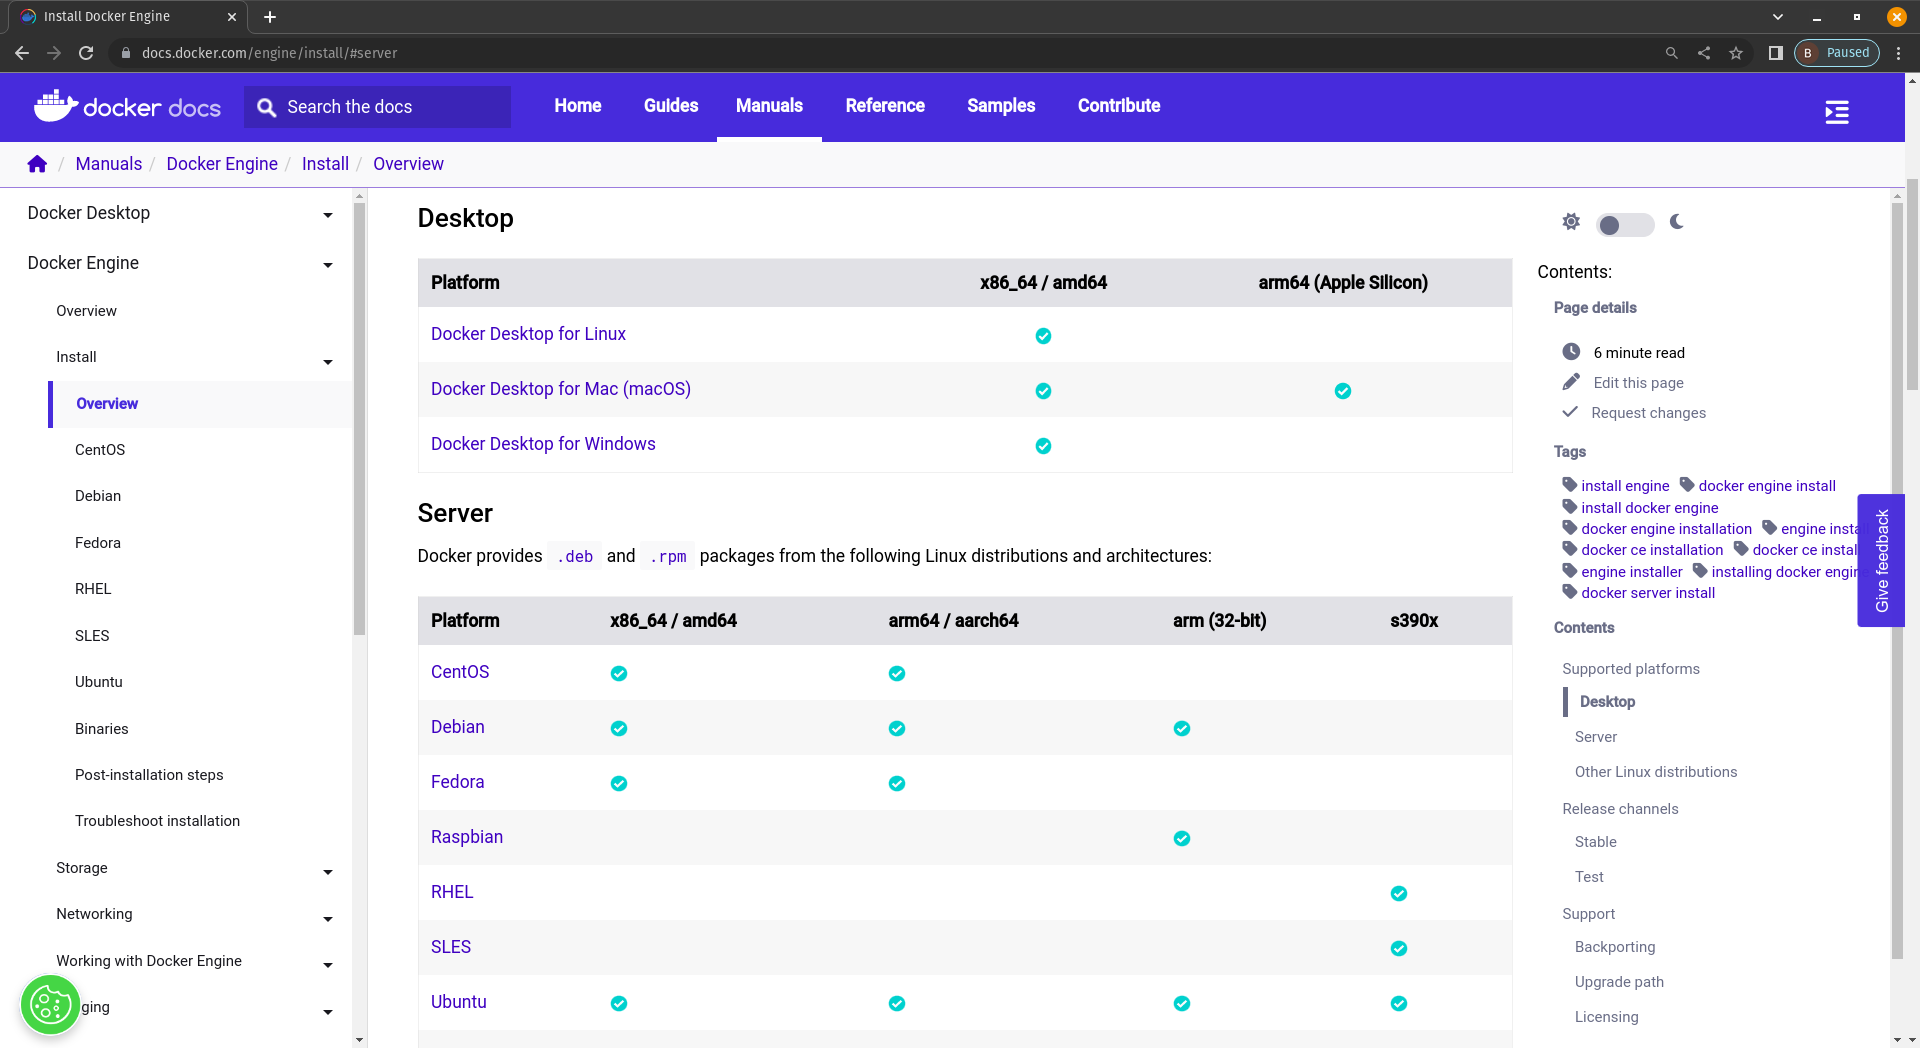 Install Docker Engine
docs.docker.com/engine/install/#server
B Paused
docker docs
Search the docs
Home Guides Manuals Reference Samples Contribute
/ Manuals / Docker Engine / Install / Overview
Docker Desktop
Docker Engine
Overview
Install
Overview
CentOS
Debian
Fedora
RHEL
SLES
Ubuntu
Binaries
Post-installation steps
Troubleshoot installation
Storage
Networking
Working with Docker Engine
ging
Desktop
Platform x86_64 / amd64 arm64 (Apple Silicon)
Docker Desktop for Linux
Docker Desktop for Mac (macOS)
Docker Desktop for Windows
Server
Docker provides .deb and .rpm packages from the following Linux distributions and architectures:
Platform x86_64 / amd64 arm64 / aarch64 arm (32-bit) s390x
CentOS
Debian
Fedora
Raspbian
RHEL
SLES
Ubuntu
Contents:
Page details
6 minute read
Edit this page
Request changes
Tags
install engine docker engine install
install docker engine
docker engine installation engine install
docker ce installation docker ce instal
engine installer installing docker engine
docker server install
Give feedback
Contents
Supported platforms
Desktop
Server
Other Linux distributions
Release channels
Stable
Test
Support
Backporting
Upgrade path
Licensing